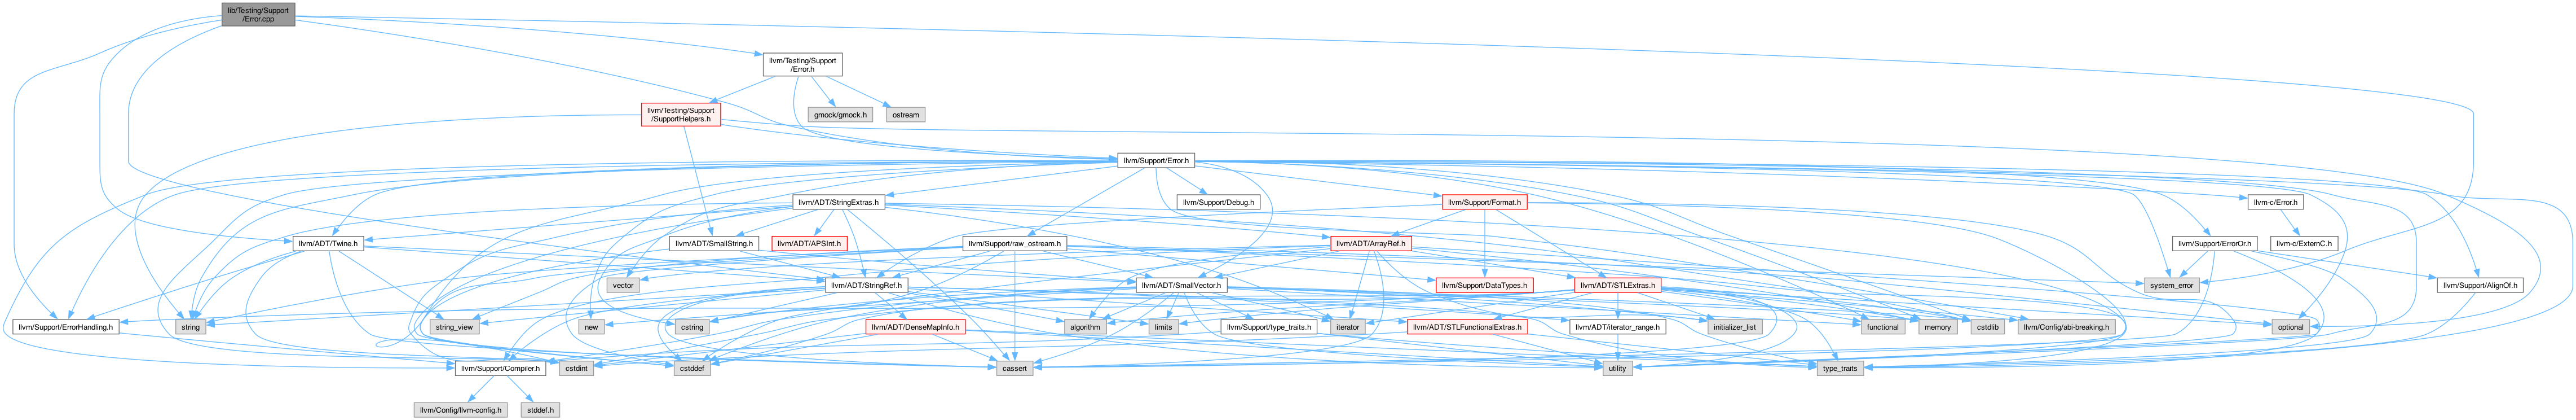 lib/Testing/Support
/Error.cpp
llvm/Testing/Support
/Error.h
llvm/Testing/Support
/SupportHelpers.h
gmock/gmock.h
ostream
llvm/Support/Error.h
llvm/ADT/StringExtras.h
llvm/Support/Debug.h
llvm/Support/Format.h
llvm-c/Error.h
llvm/ADT/Twine.h
llvm/ADT/SmallString.h
llvm/ADT/APSInt.h
llvm/Support/raw_ostream.h
llvm/ADT/ArrayRef.h
llvm/Support/ErrorOr.h
llvm-c/ExternC.h
vector
llvm/ADT/StringRef.h
llvm/ADT/SmallVector.h
llvm/Support/DataTypes.h
llvm/ADT/STLExtras.h
system_error
llvm/Support/AlignOf.h
llvm/Support/ErrorHandling.h
string
string_view
new
cstring
llvm/ADT/DenseMapInfo.h
algorithm
limits
llvm/Support/type_traits.h
iterator
llvm/ADT/STLFunctionalExtras.h
llvm/ADT/iterator_range.h
initializer_list
functional
memory
cstdlib
llvm/Config/abi-breaking.h
optional
llvm/Support/Compiler.h
cstdint
cstddef
cassert
utility
type_traits
llvm/Config/llvm-config.h
stddef.h